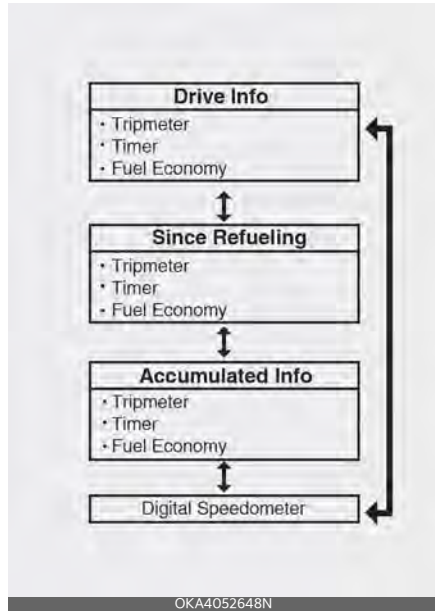 Drive Info
· Tripmeter
· Timer
· Fuel Economy
Since Refueling
· Tripmeter
· Timer
· Fuel Economy
Accumulated Info
· Tripmeter
· Timer
· Fuel Economy
Digital Speedometer
OKA4052648N